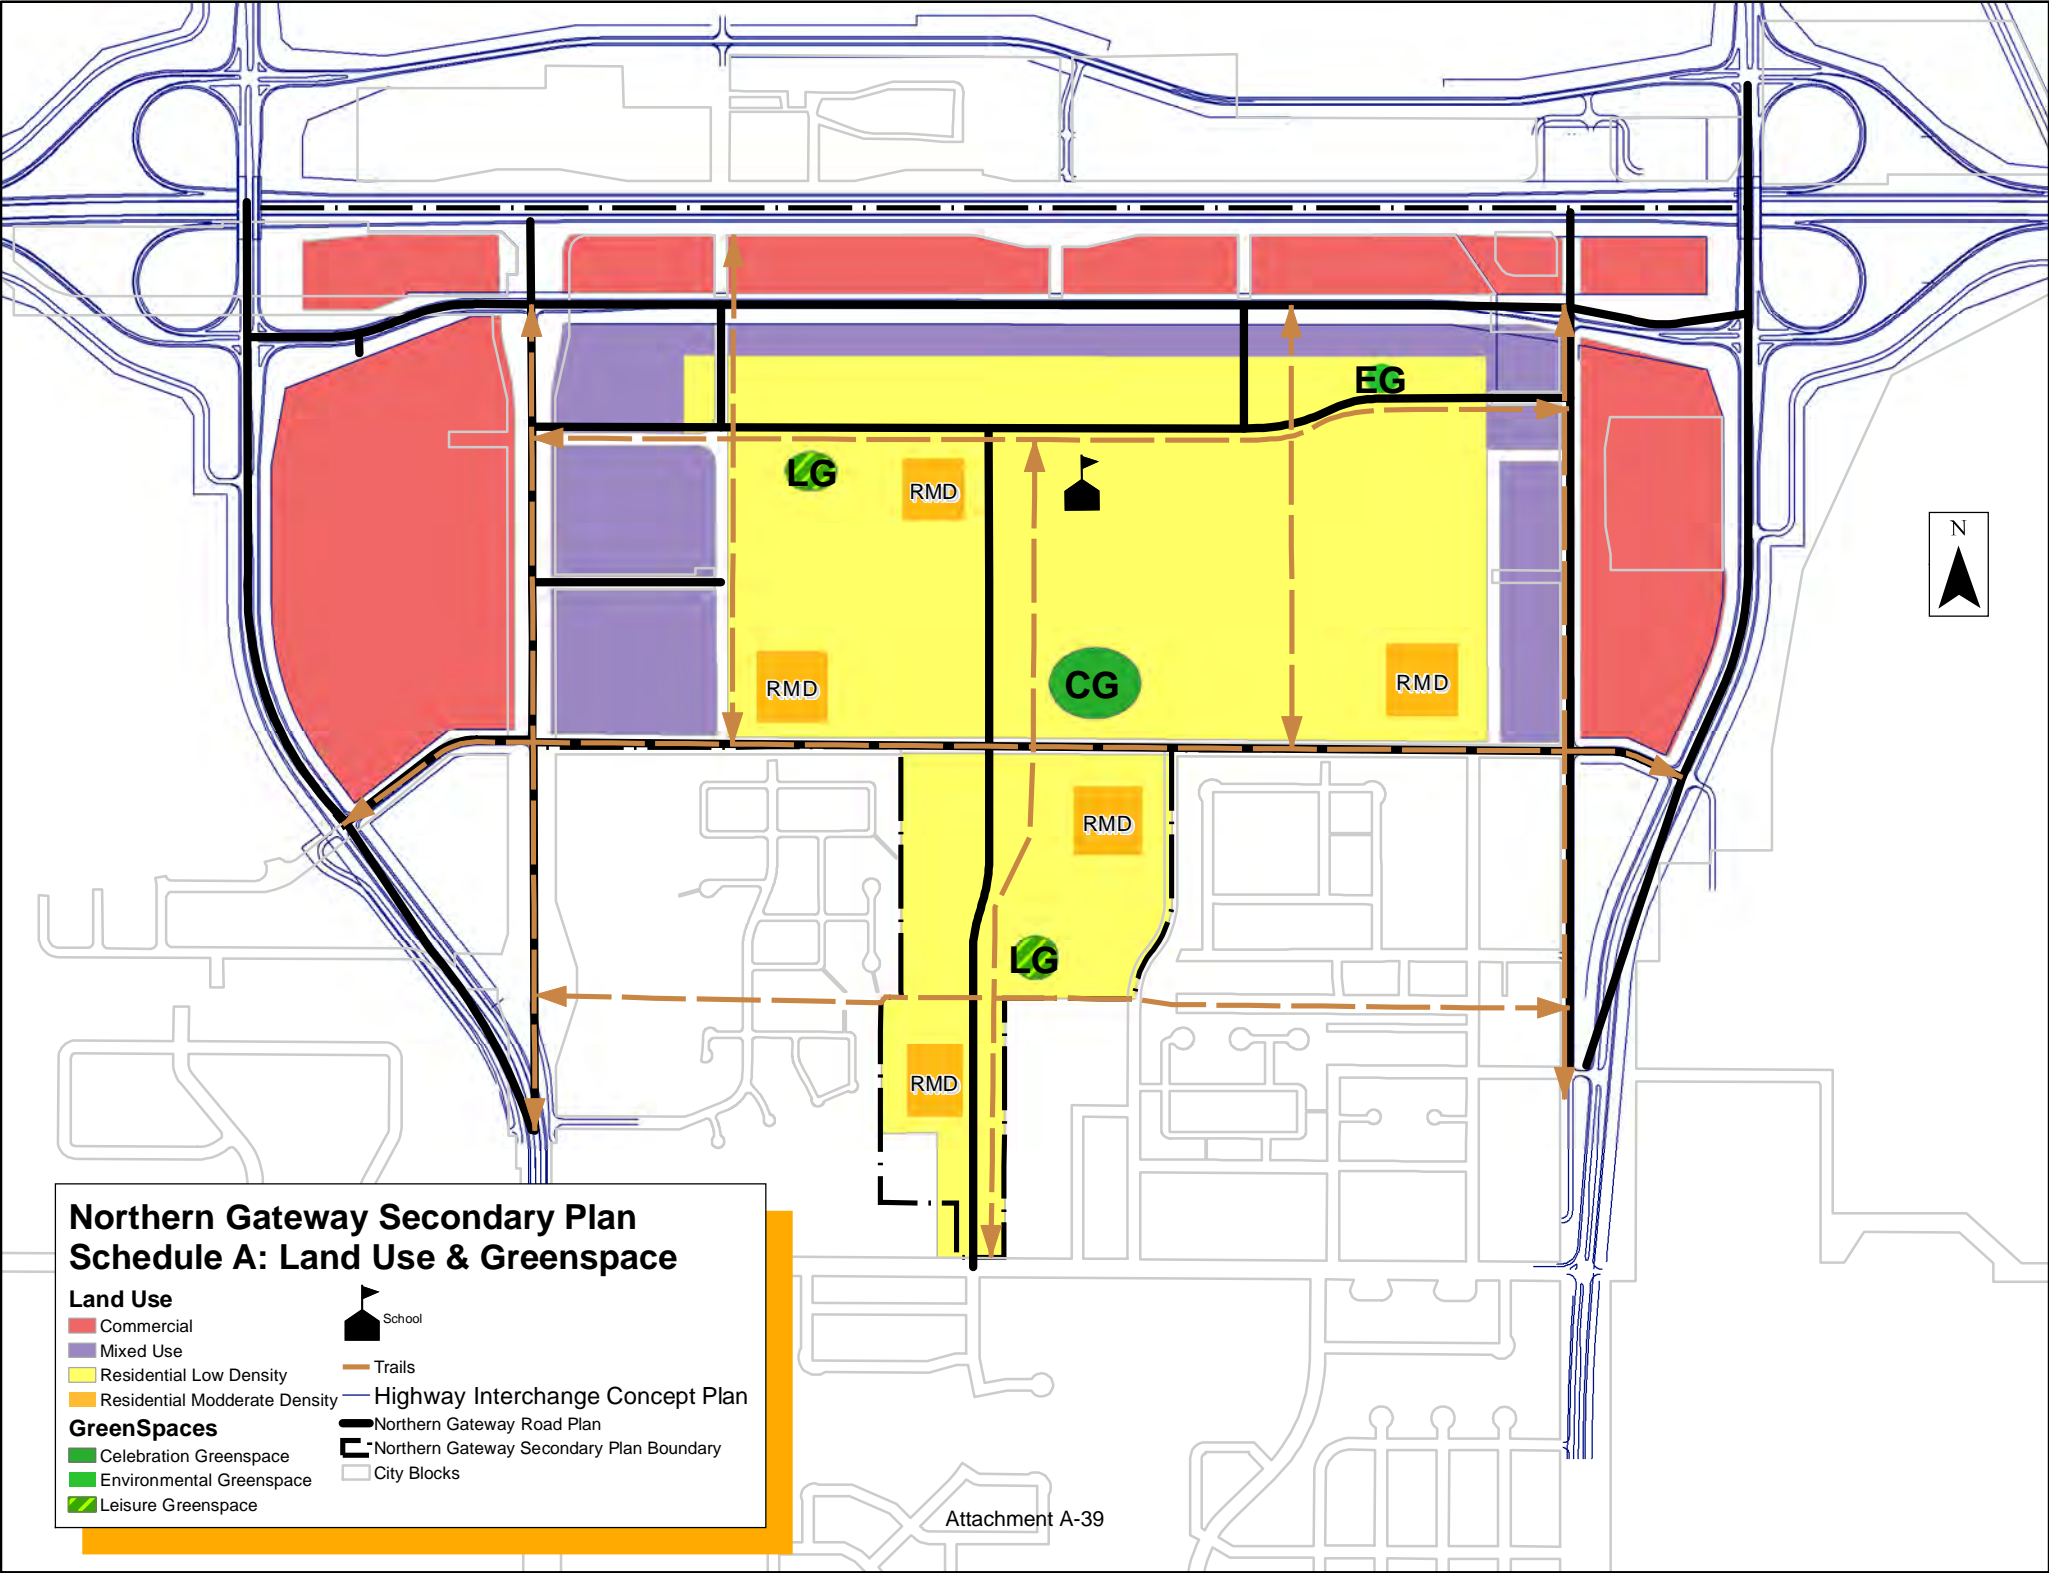 EG
LG
RMD
N
RMD
CG
RMD
RMD
LG
RMD
Northern Gateway Secondary Plan
Schedule A: Land Use & Greenspace
Land Use
Commercial
Mixed Use
Residential Low Density
Residential Modderate Density
GreenSpaces
Celebration Greenspace
Environmental Greenspace
Leisure Greenspace
School
Trails
Highway Interchange Concept Plan
Northern Gateway Road Plan
Northern Gateway Secondary Plan Boundary
City Blocks
Attachment A-39